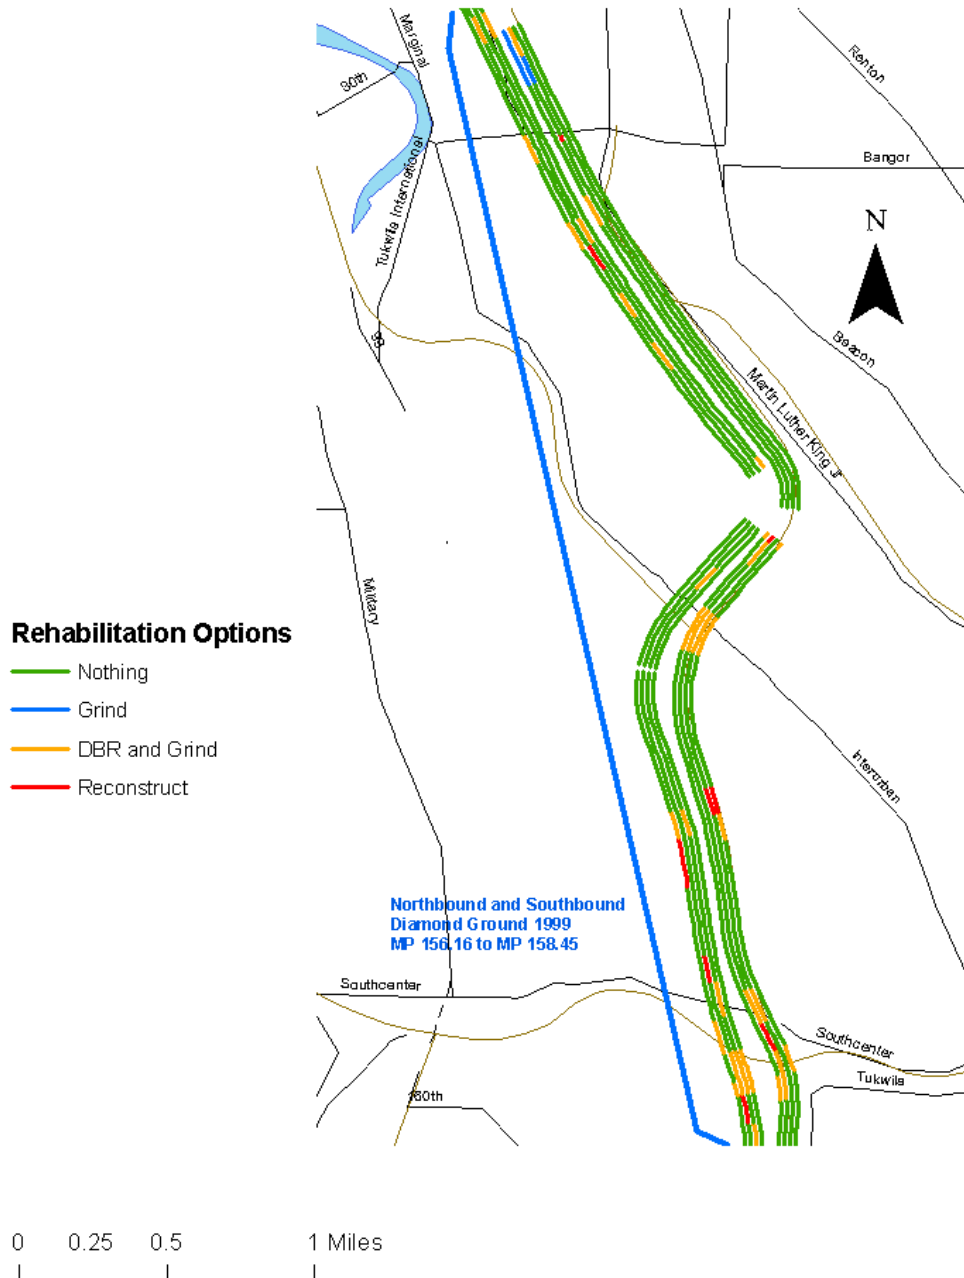 Marginal
80th
Renton
Bangor
Tukwila International
N
99
Beacon
Martin Luther King Jr
Military
Rehabilitation Options
Nothing
Grind
DBR and Grind
Reconstruct
Interurban
Northbound and Southbound
Diamond Ground 1999
MP 156.16 to MP 158.45
Southcenter
Southcenter
Tukwila
160th
0 0.25 0.5 1 Miles